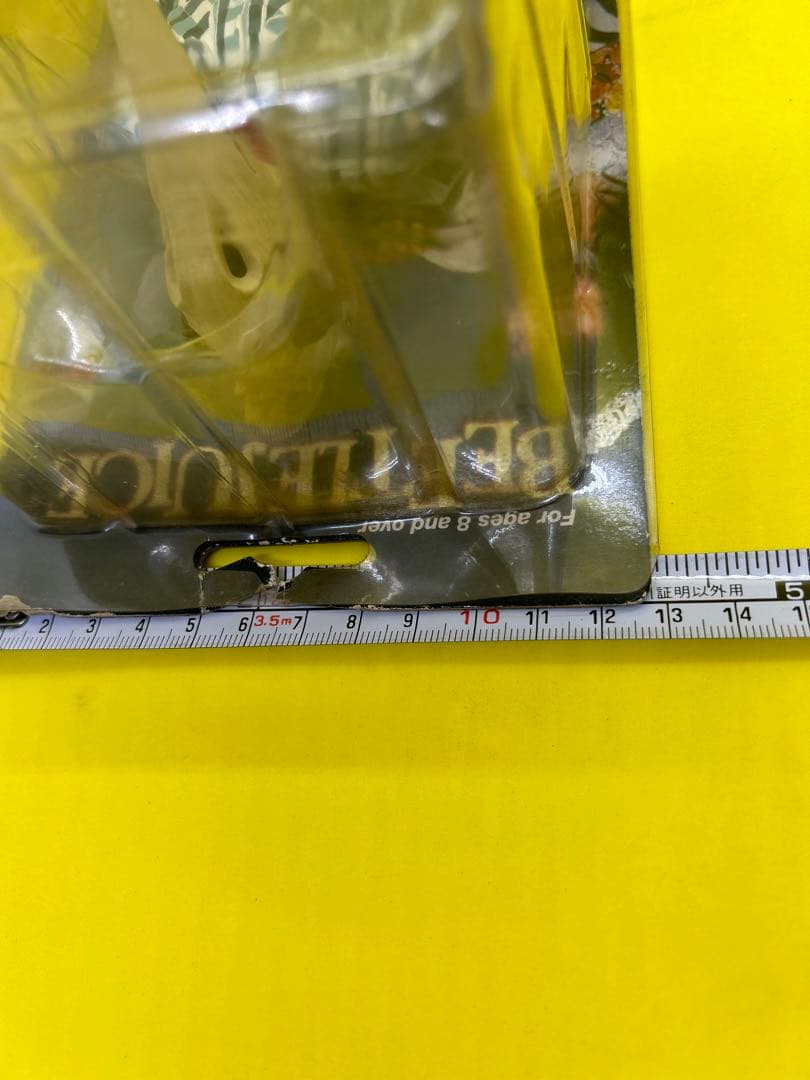 BEETLEJUICE
For ages 8 and over
証明以外用 5
2 3 4 5 6 3.5m 7 8 9 10 11 12 13 14